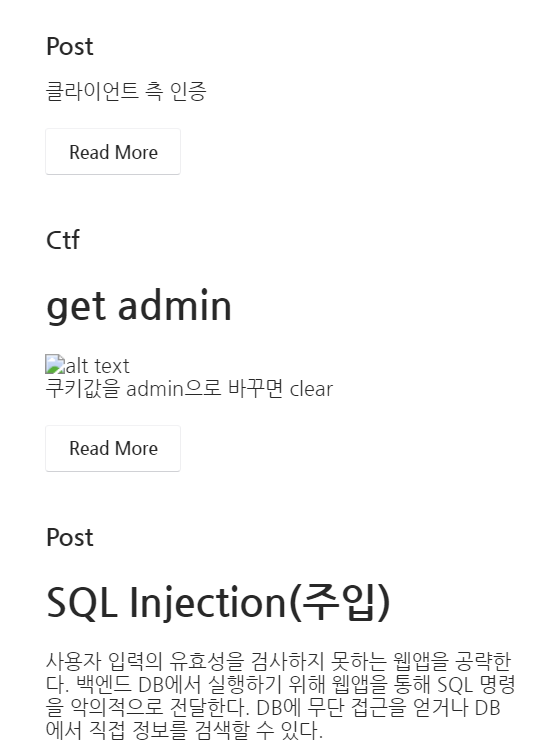 Post
클라이언트 측 인증
Read More
Ctf
get admin
alt text
쿠키값을 admin으로 바꾸면 clear
Read More
Post
SQL Injection(주입)
사용자 입력의 유효성을 검사하지 못하는 웹앱을 공략한
다. 백엔드 DB에서 실행하기 위해 웹앱을 통해 SQL 명령
을 악의적으로 전달한다. DB에 무단 접근을 얻거나 DB
에서 직접 정보를 검색할 수 있다.